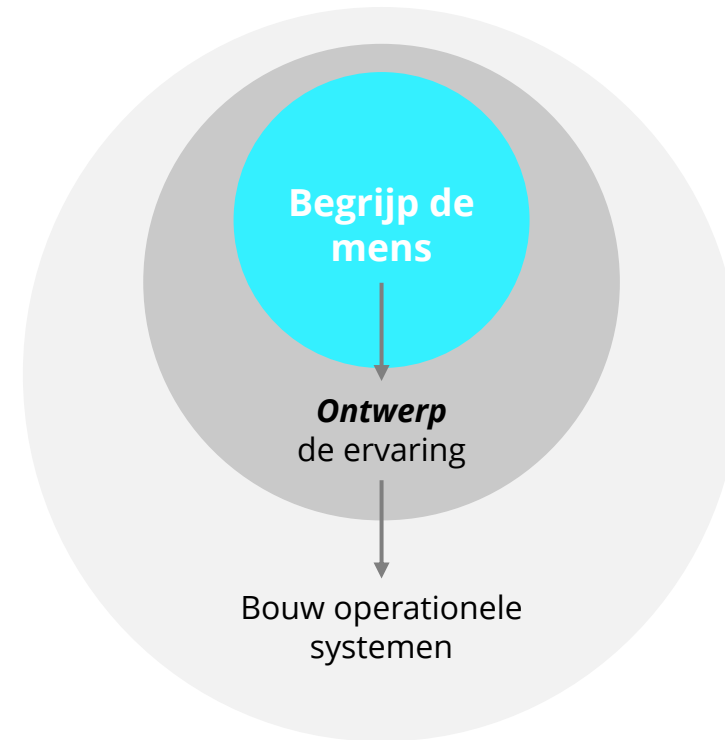 Begrijp de
mens
Ontwerp
de ervaring
Bouw operationele
systemen